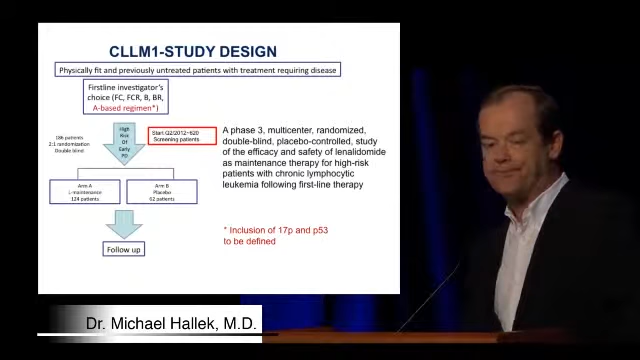 CLLM1-STUDY DESIGN
Physically fit and previously untreated patients with treatment requiring disease
Firstline investigator's
choice (FC, FCR, B, BR,
A-based regimen*)
186 patients
2:1 randomization
Double blind
High
Risk
Of
Early
PD
Start Q2/2012~620
Screening patients
A phase 3, multicenter, randomized,
double-blind, placebo-controlled, study
of the efficacy and safety of lenalidomide
as maintenance therapy for high-risk
patients with chronic lymphocytic
leukemia following first-line therapy
Arm A
L-maintenance
124 patients
Arm B
Placebo
62 patients
* Inclusion of 17p and p53
to be defined
Follow up
Dr. Michael Hallek, M.D.